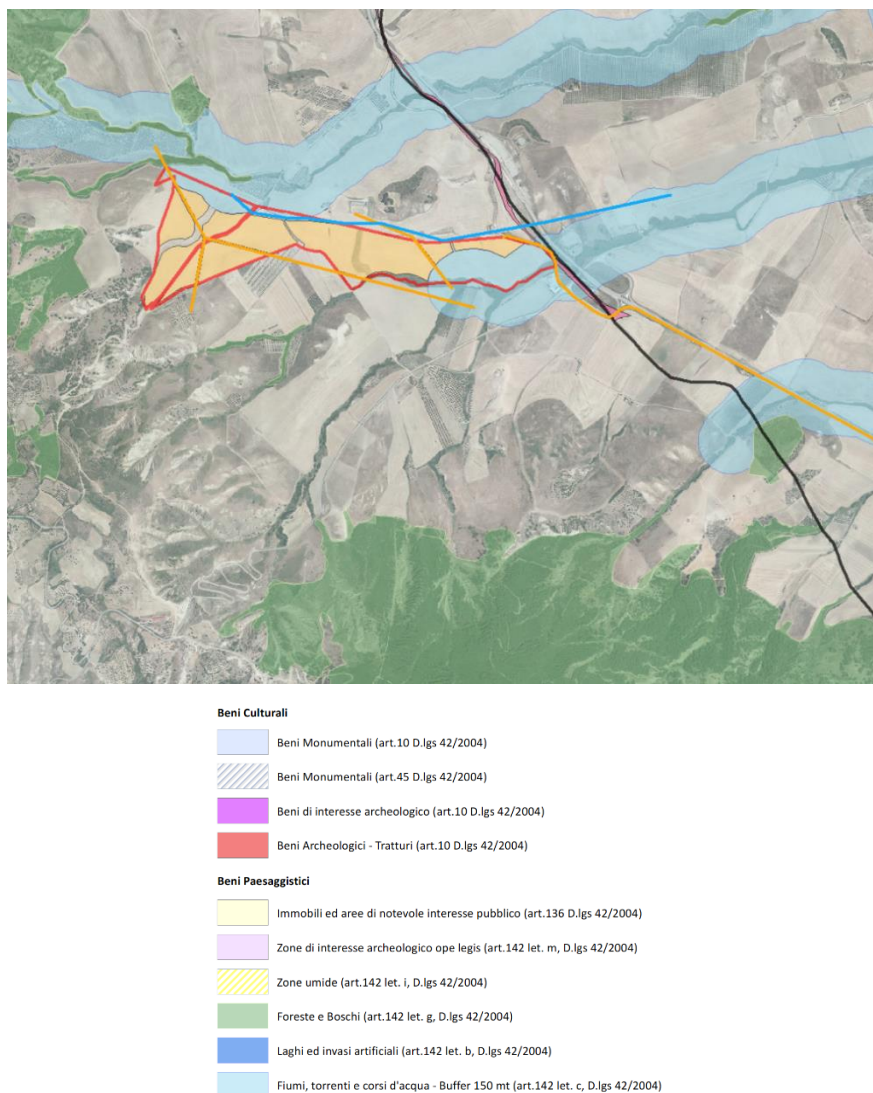 Beni Culturali
Beni Monumentali (art.10 D.lgs 42/2004)
Beni Monumentali (art.45 D.lgs 42/2004)
Beni di interesse archeologico (art.10 D.lgs 42/2004)
Beni Archeologici - Tratturi (art.10 D.lgs 42/2004)
Beni Paesaggistici
Immobili ed aree di notevole interesse pubblico (art.136 D.lgs 42/2004)
Zone di interesse archeologico ope legis (art.142 let. m, D.lgs 42/2004)
Zone umide (art.142 let. i, D.lgs 42/2004)
Foreste e Boschi (art.142 let. g, D.lgs 42/2004)
Laghi ed invasi artificiali (art.142 let. b, D.lgs 42/2004)
Fiumi, torrenti e corsi d'acqua - Buffer 150 mt (art.142 let. c, D.lgs 42/2004)